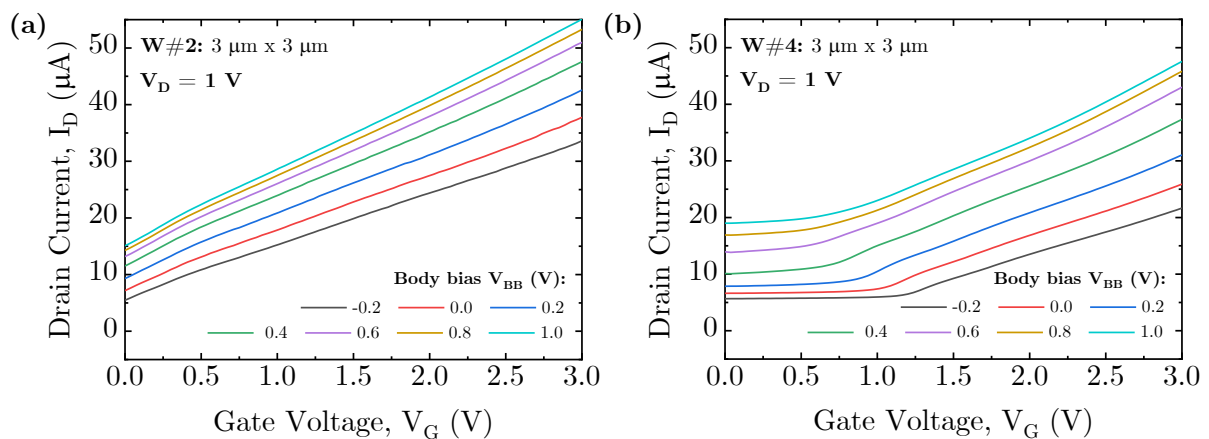 (a)
W#2: 3 μm x 3 μm
V_D = 1 V
Drain Current, I_D (μA)
50
40
30
20
10
0
Body bias V_BB (V):
-0.2 0.0 0.2
0.4 0.6 0.8 1.0
0.0 0.5 1.0 1.5 2.0 2.5 3.0
Gate Voltage, V_G (V)
(b)
W#4: 3 μm x 3 μm
V_D = 1 V
Drain Current, I_D (μA)
50
40
30
20
10
0
Body bias V_BB (V):
-0.2 0.0 0.2
0.4 0.6 0.8 1.0
0.0 0.5 1.0 1.5 2.0 2.5 3.0
Gate Voltage, V_G (V)